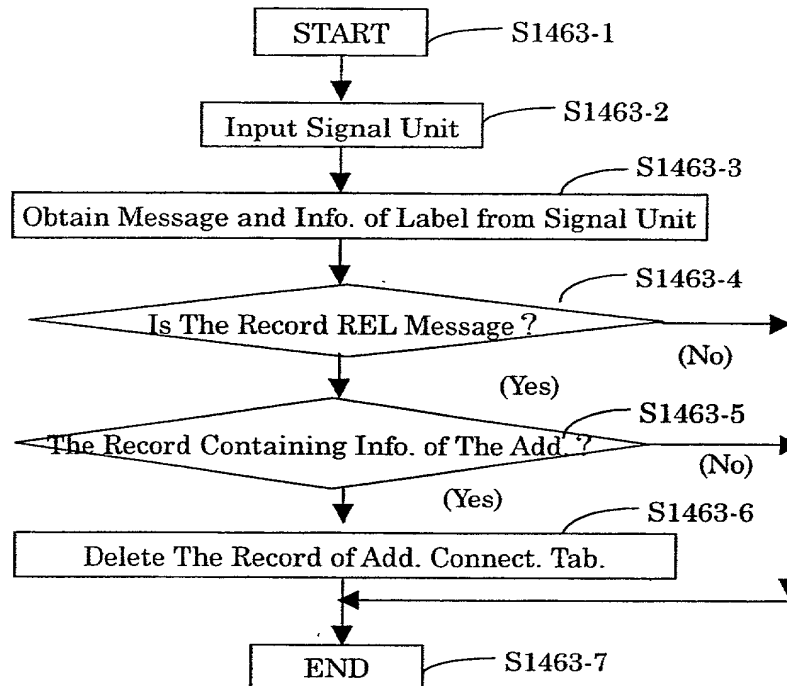 START
S1463-1
Input Signal Unit
S1463-2
S1463-3
Obtain Message and Info. of Label from Signal Unit
S1463-4
Is The Record REL Message ?
(No)
(Yes)
S1463-5
The Record Containing Info. of The Add. ?
(No)
(Yes)
S1463-6
Delete The Record of Add. Connect. Tab.
END
S1463-7